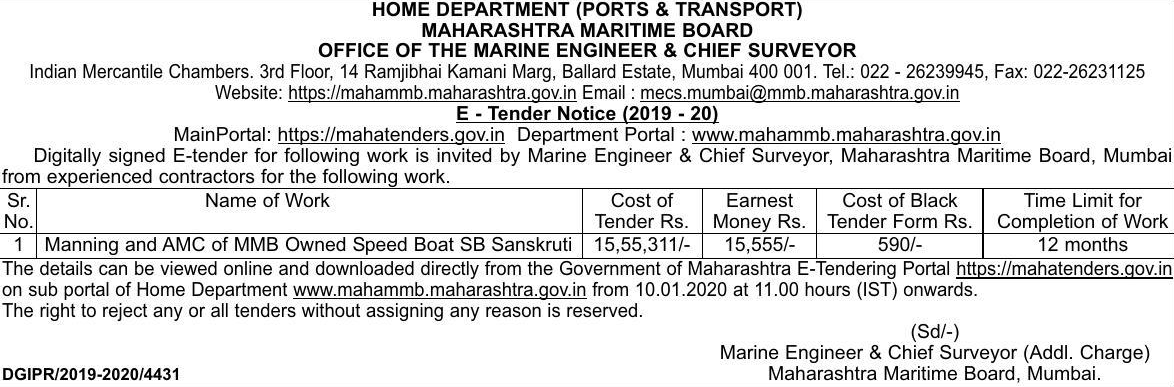 HOME DEPARTMENT (PORTS & TRANSPORT)
MAHARASHTRA MARITIME BOARD
OFFICE OF THE MARINE ENGINEER & CHIEF SURVEYOR
Indian Mercantile Chambers. 3rd Floor, 14 Ramjibhai Kamani Marg, Ballard Estate, Mumbai 400 001. Tel.: 022 - 26239945, Fax: 022-26231125
Website: https://mahammb.maharashtra.gov.in Email : mecs.mumbai@mmb.maharashtra.gov.in
E - Tender Notice (2019 - 20)
MainPortal: https://mahatenders.gov.in Department Portal : www.mahammb.maharashtra.gov.in
Digitally signed E-tender for following work is invited by Marine Engineer & Chief Surveyor, Maharashtra Maritime Board, Mumbai
from experienced contractors for the following work.
Sr. No. Name of Work Cost of Tender Rs. Earnest Money Rs. Cost of Black Tender Form Rs. Time Limit for Completion of Work
1 Manning and AMC of MMB Owned Speed Boat SB Sanskruti 15,55,311/- 15,555/- 590/- 12 months
The details can be viewed online and downloaded directly from the Government of Maharashtra E-Tendering Portal https://mahatenders.gov.in
on sub portal of Home Department www.mahammb.maharashtra.gov.in from 10.01.2020 at 11.00 hours (IST) onwards.
The right to reject any or all tenders without assigning any reason is reserved.
(Sd/-)
Marine Engineer & Chief Surveyor (Addl. Charge)
DGIPR/2019-2020/4431 Maharashtra Maritime Board, Mumbai.